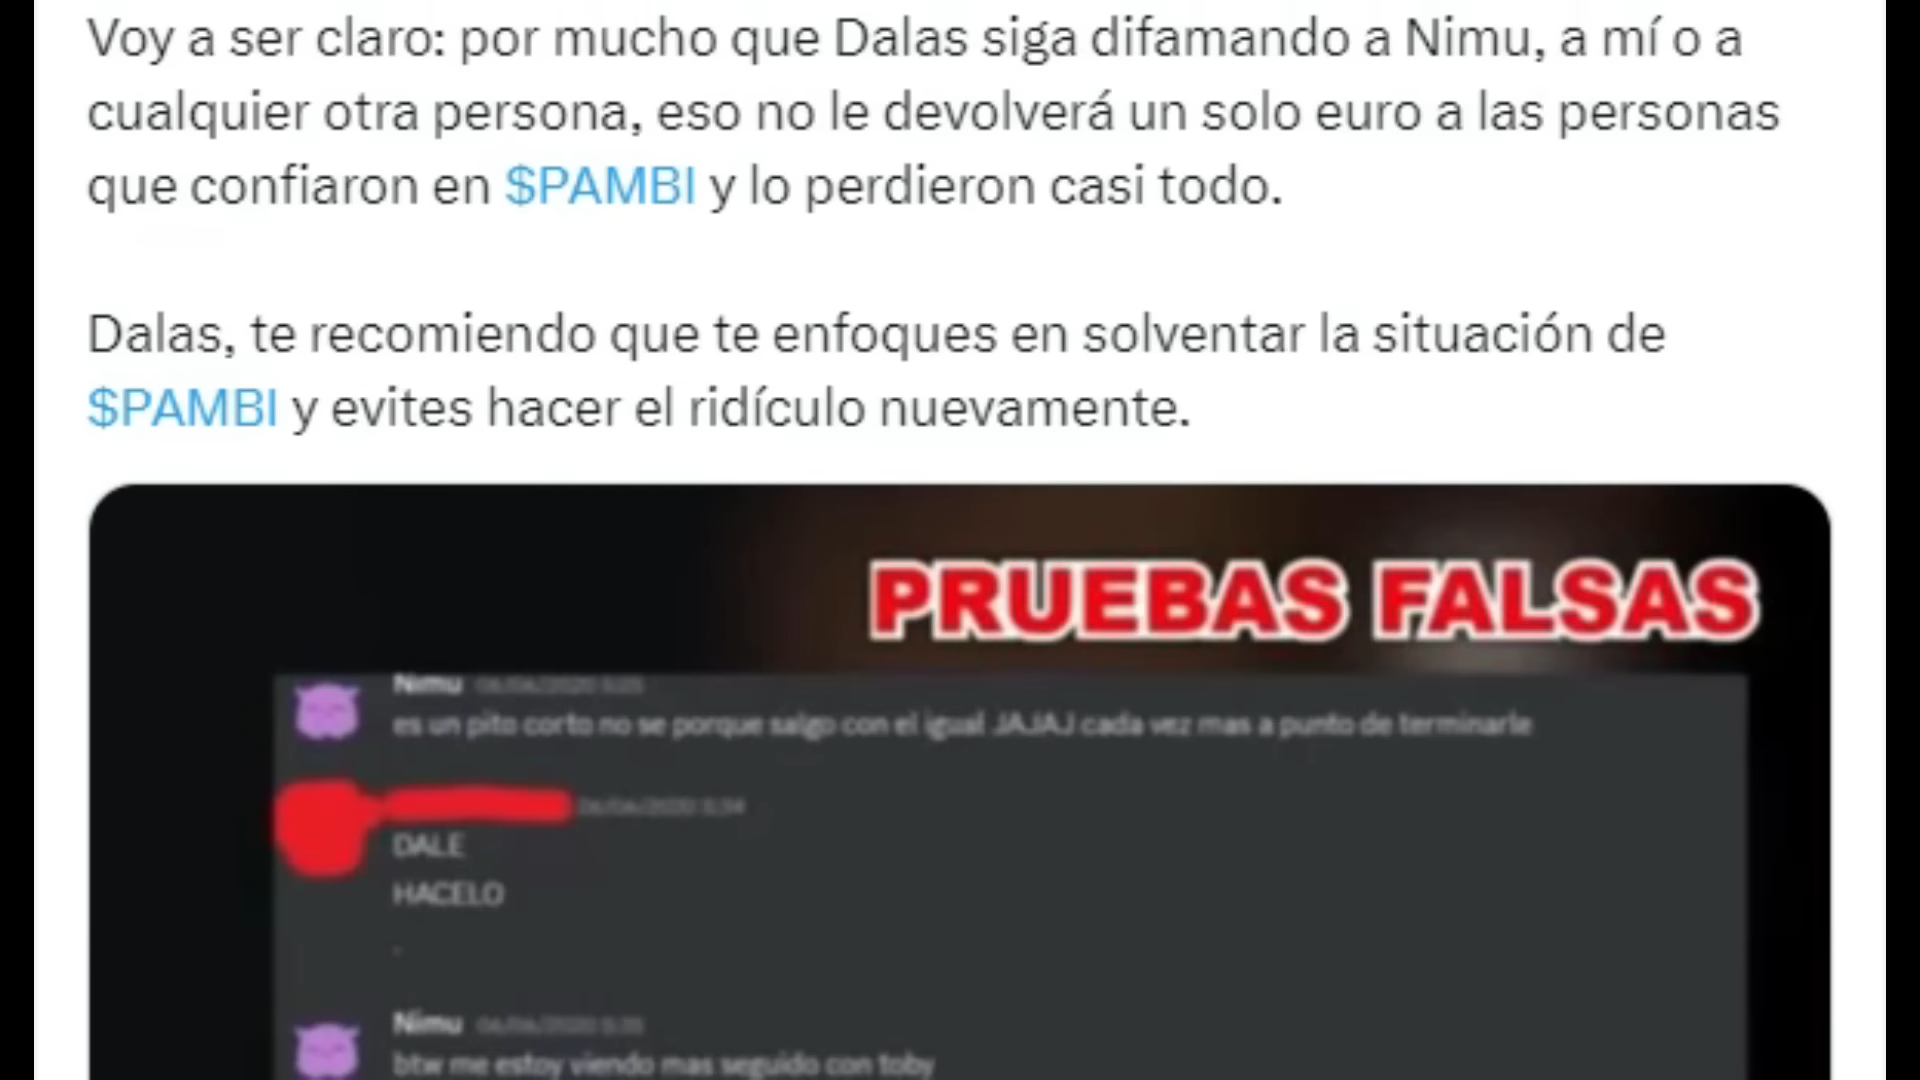 Voy a ser claro: por mucho que Dalas siga difamando a Nimu, a mí o a
cualquier otra persona, eso no le devolverá un solo euro a las personas
que confiaron en $PAMBI y lo perdieron casi todo.
Dalas, te recomiendo que te enfoques en solventar la situación de
$PAMBI y evites hacer el ridículo nuevamente.
PRUEBAS FALSAS
Nimu
es un pito corto no se porque salgo con el igual JAJAJ cada vez mas a punto de terminarle
DALE
HACELO
.
Nimu
btw me estoy viendo mas seguido con toby